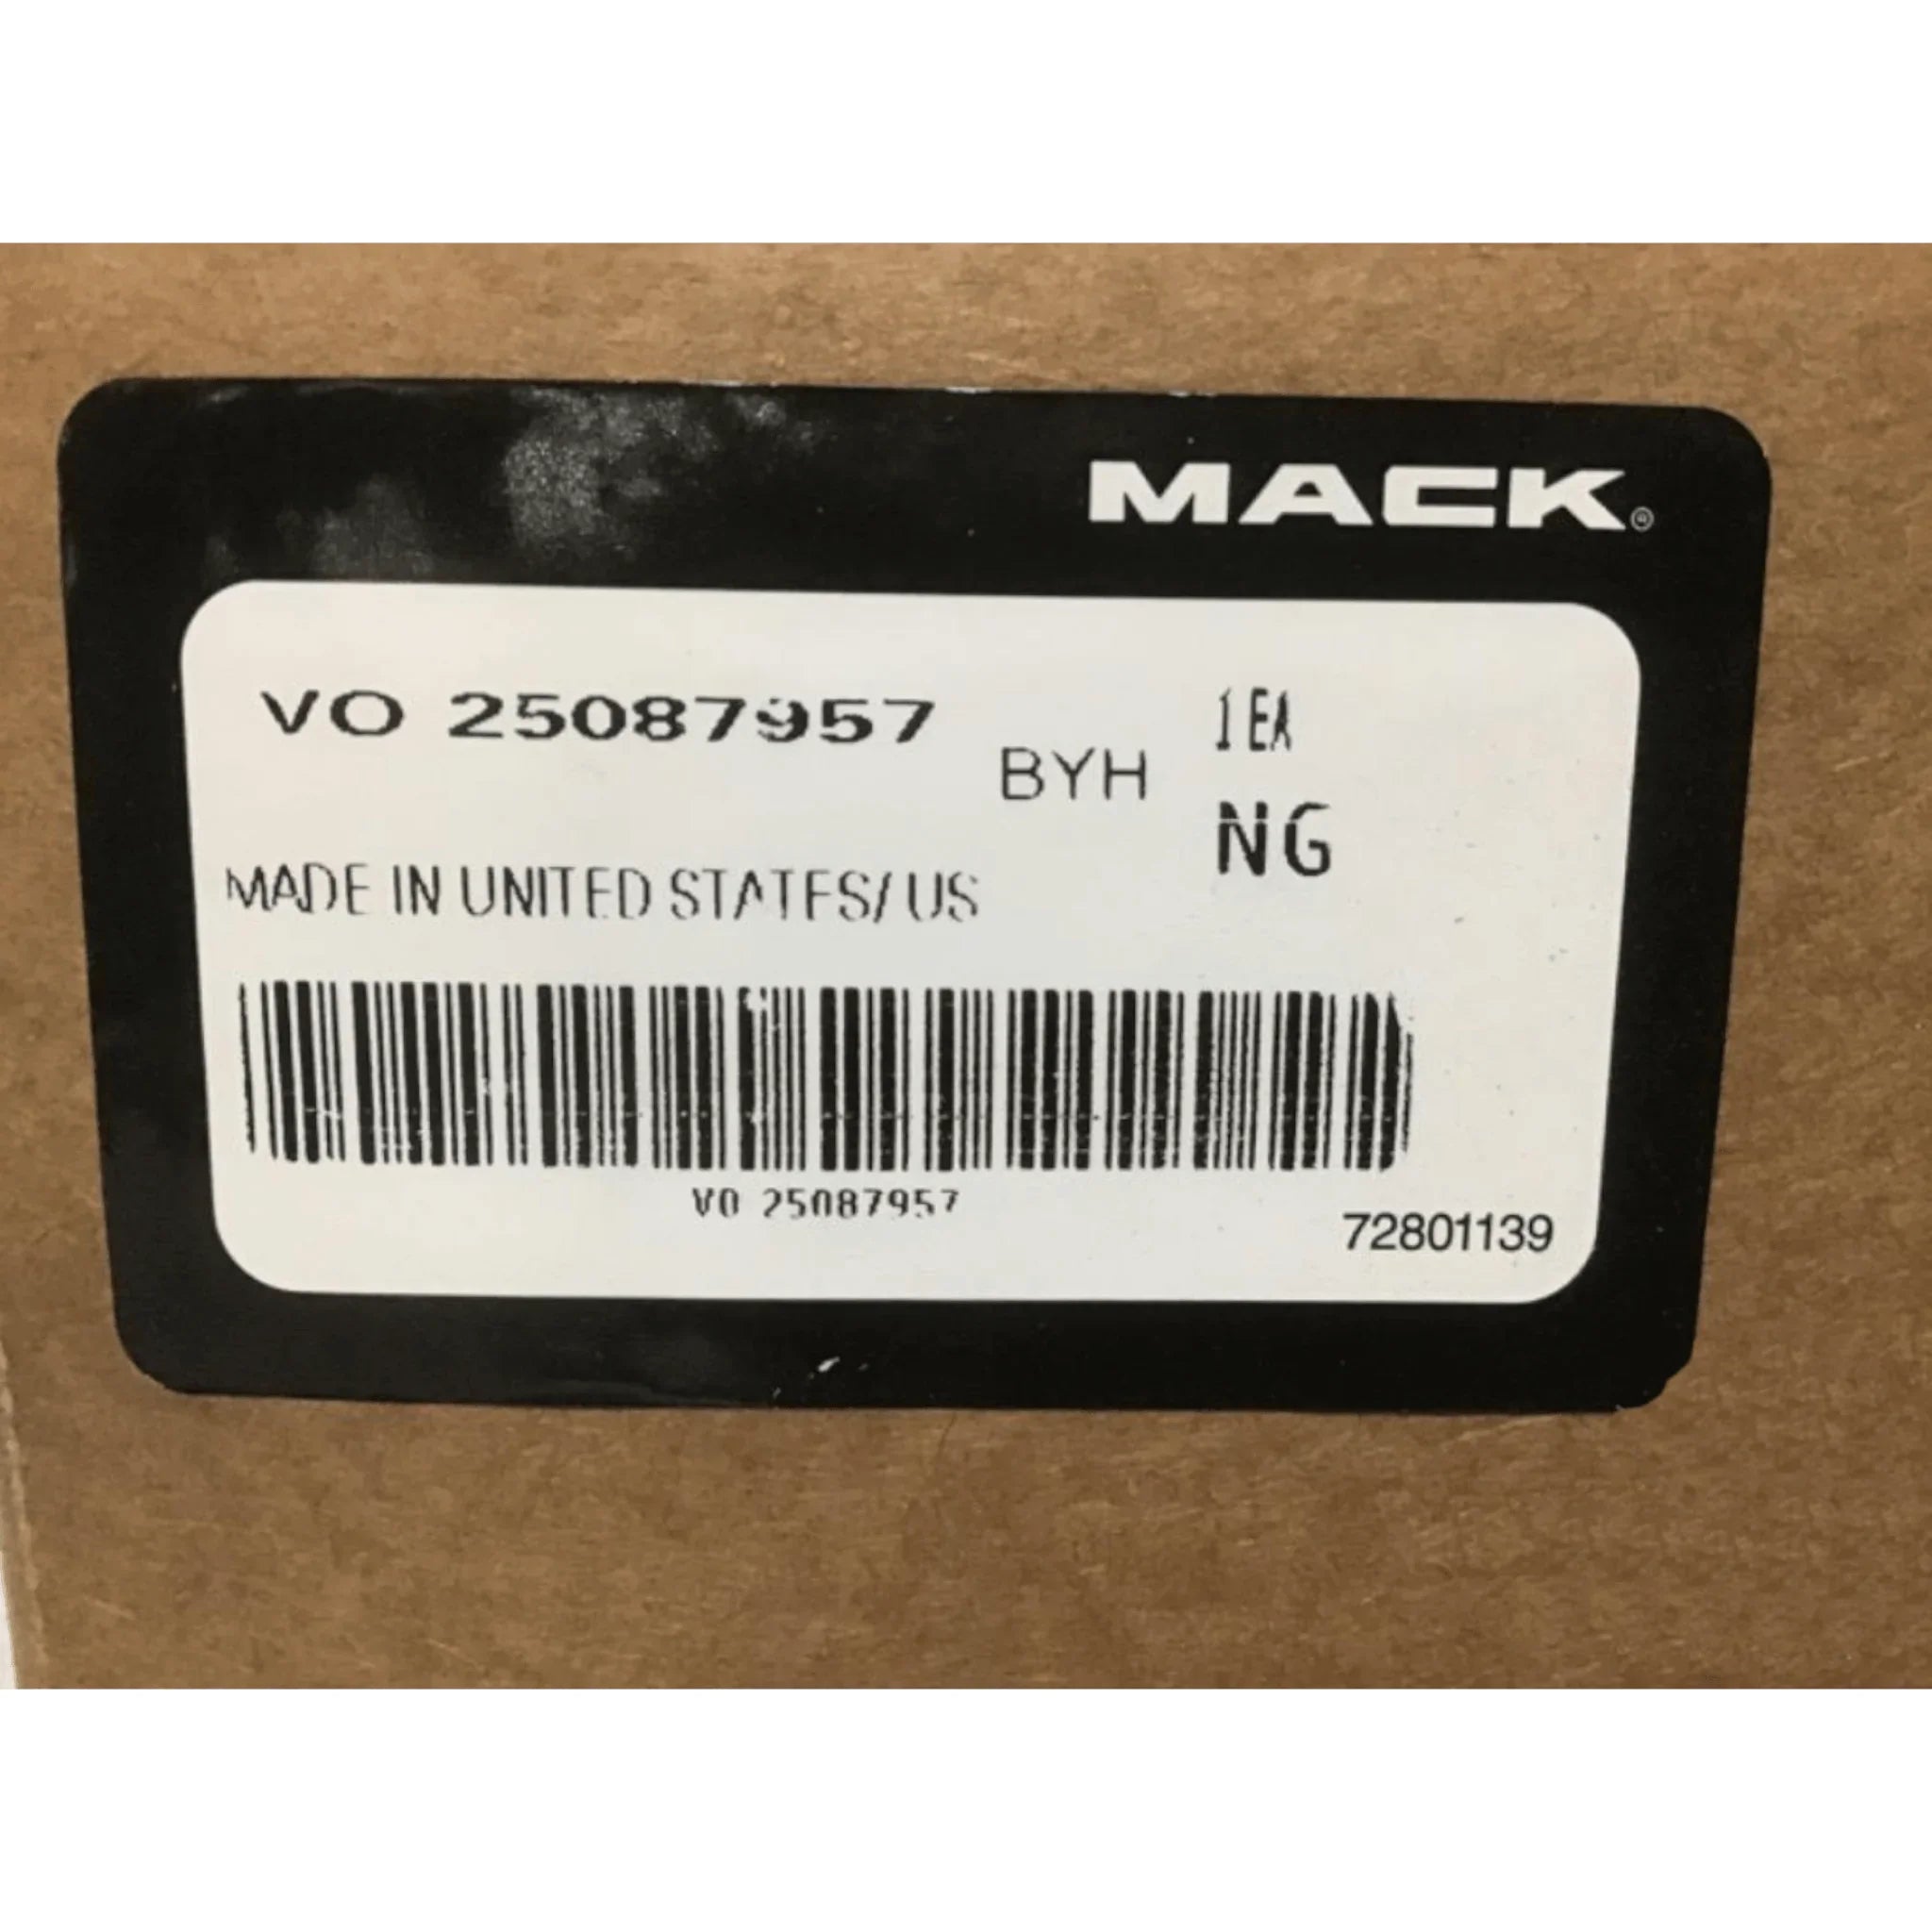 MACK®
VO 25087957
1 EA
BYH
NG
MADE IN UNITED STATES/US
VO 25087957
72801139